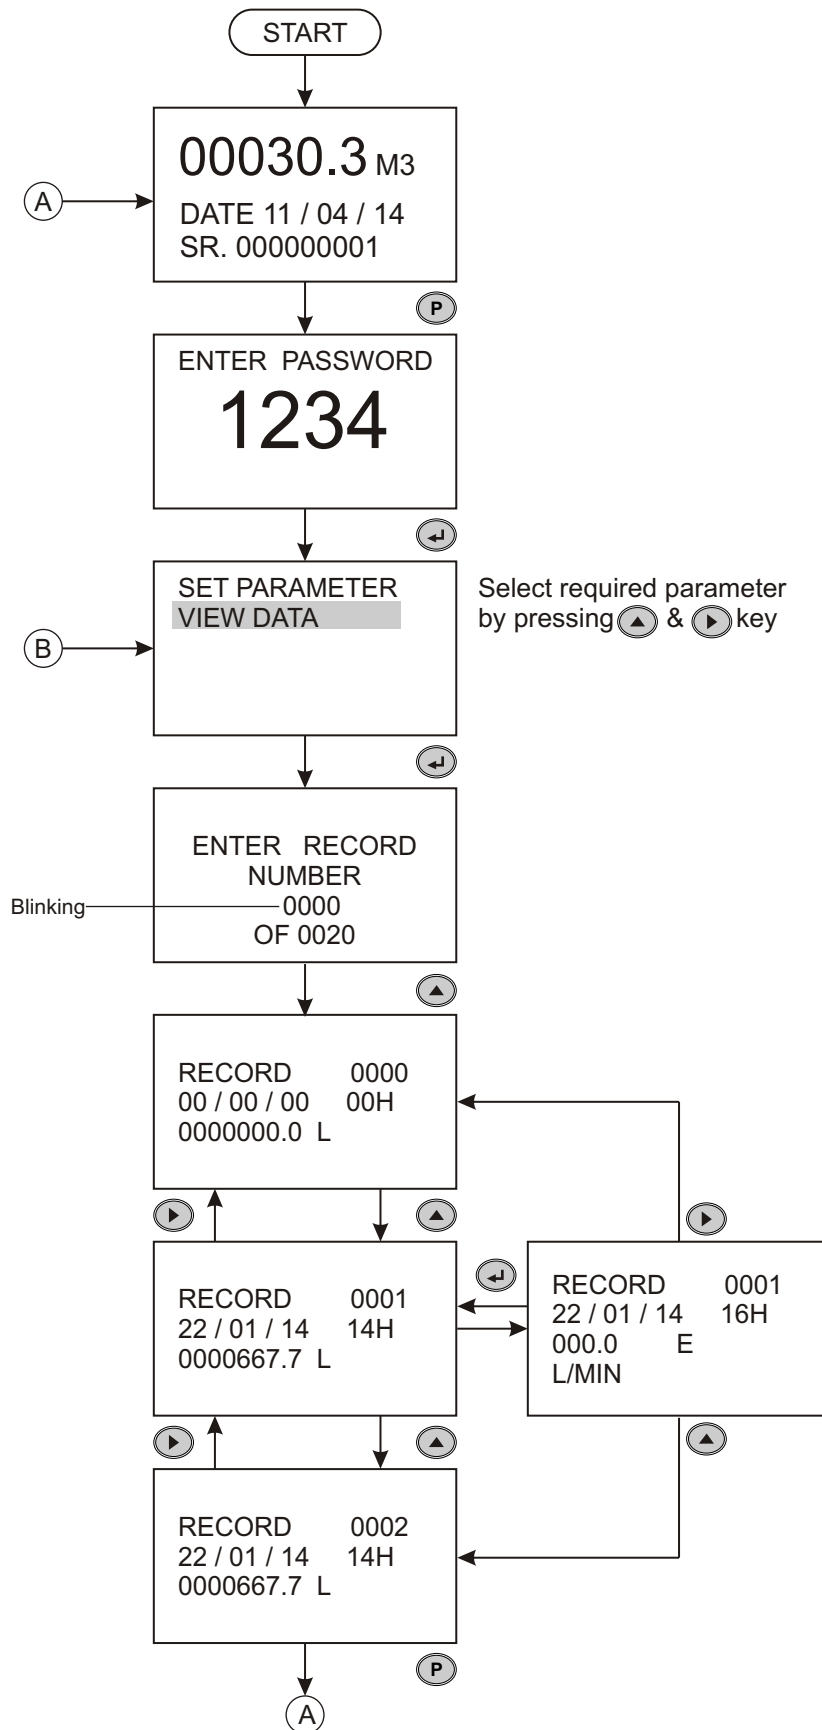 START
00030.3 M3
A
DATE 11 / 04 / 14
SR. 000000001
P
ENTER PASSWORD
1234
SET PARAMETER
VIEW DATA
Select required parameter
by pressing & key
B
ENTER RECORD
NUMBER
Blinking 0000
OF 0020
RECORD 0000
00 / 00 / 00 00H
0000000.0 L
RECORD 0001
22 / 01 / 14 14H
0000667.7 L
RECORD 0001
22 / 01 / 14 16H
000.0 E
L/MIN
RECORD 0002
22 / 01 / 14 14H
0000667.7 L
P
A